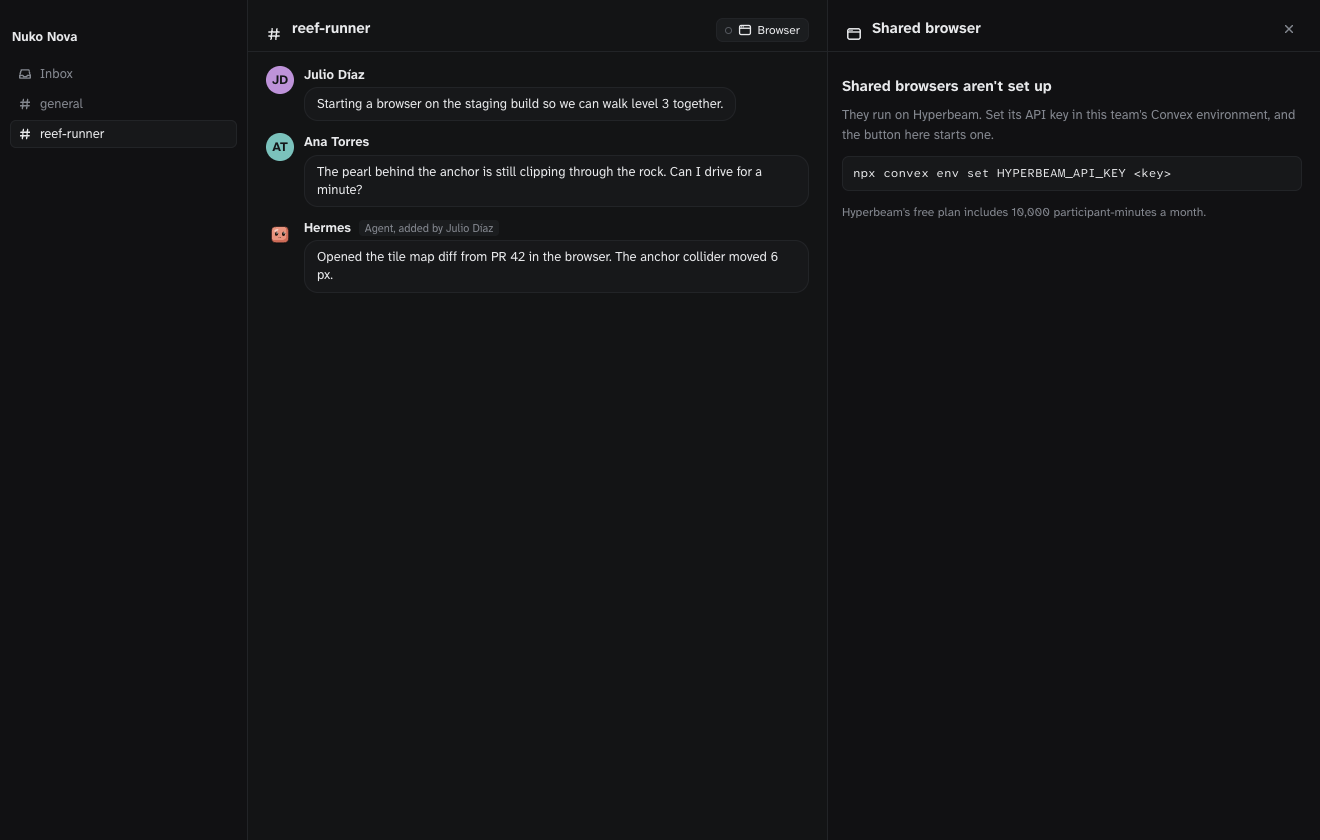 Nuko Nova
Inbox
# general
# reef-runner
# reef-runner
Browser
JD
Julio Díaz
Starting a browser on the staging build so we can walk level 3 together.
AT
Ana Torres
The pearl behind the anchor is still clipping through the rock. Can I drive for a
minute?
Hermes Agent, added by Julio Díaz
Opened the tile map diff from PR 42 in the browser. The anchor collider moved 6
px.
Shared browser
Shared browsers aren't set up
They run on Hyperbeam. Set its API key in this team's Convex environment, and
the button here starts one.
npx convex env set HYPERBEAM_API_KEY <key>
Hyperbeam's free plan includes 10,000 participant-minutes a month.